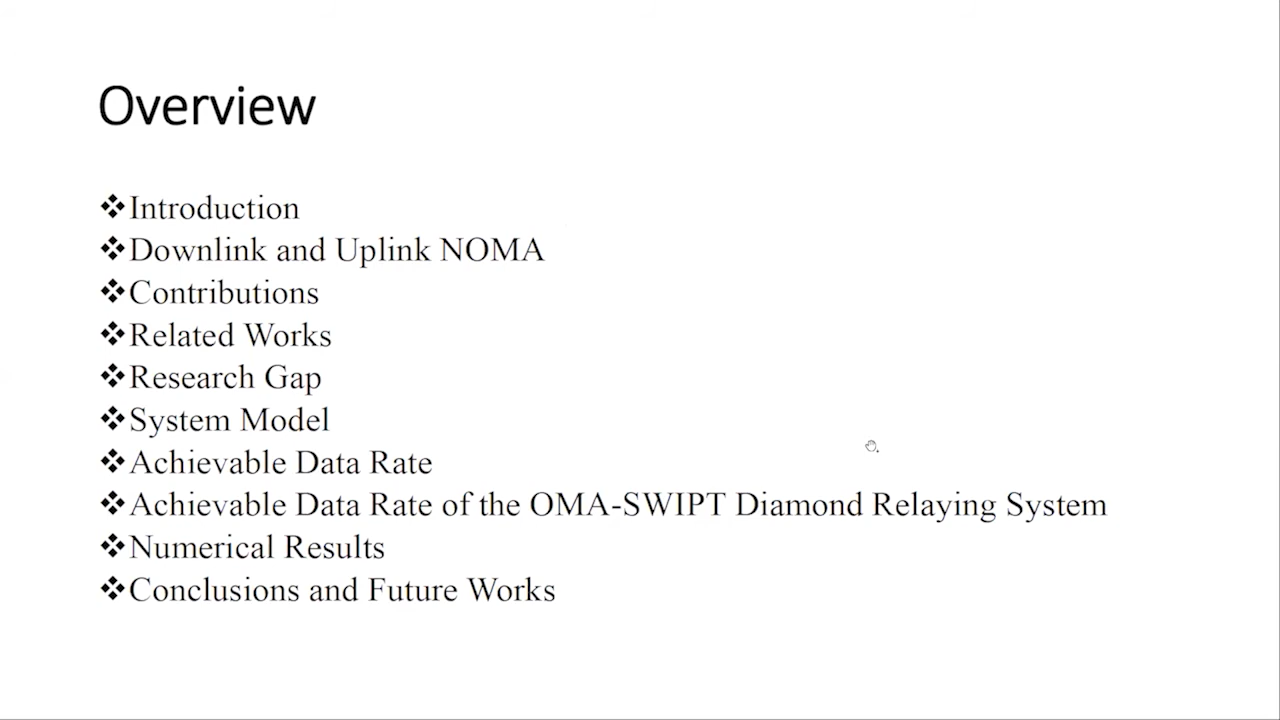 Overview
❖Introduction
❖Downlink and Uplink NOMA
❖Contributions
❖Related Works
❖Research Gap
❖System Model
❖Achievable Data Rate
❖Achievable Data Rate of the OMA-SWIPT Diamond Relaying System
❖Numerical Results
❖Conclusions and Future Works